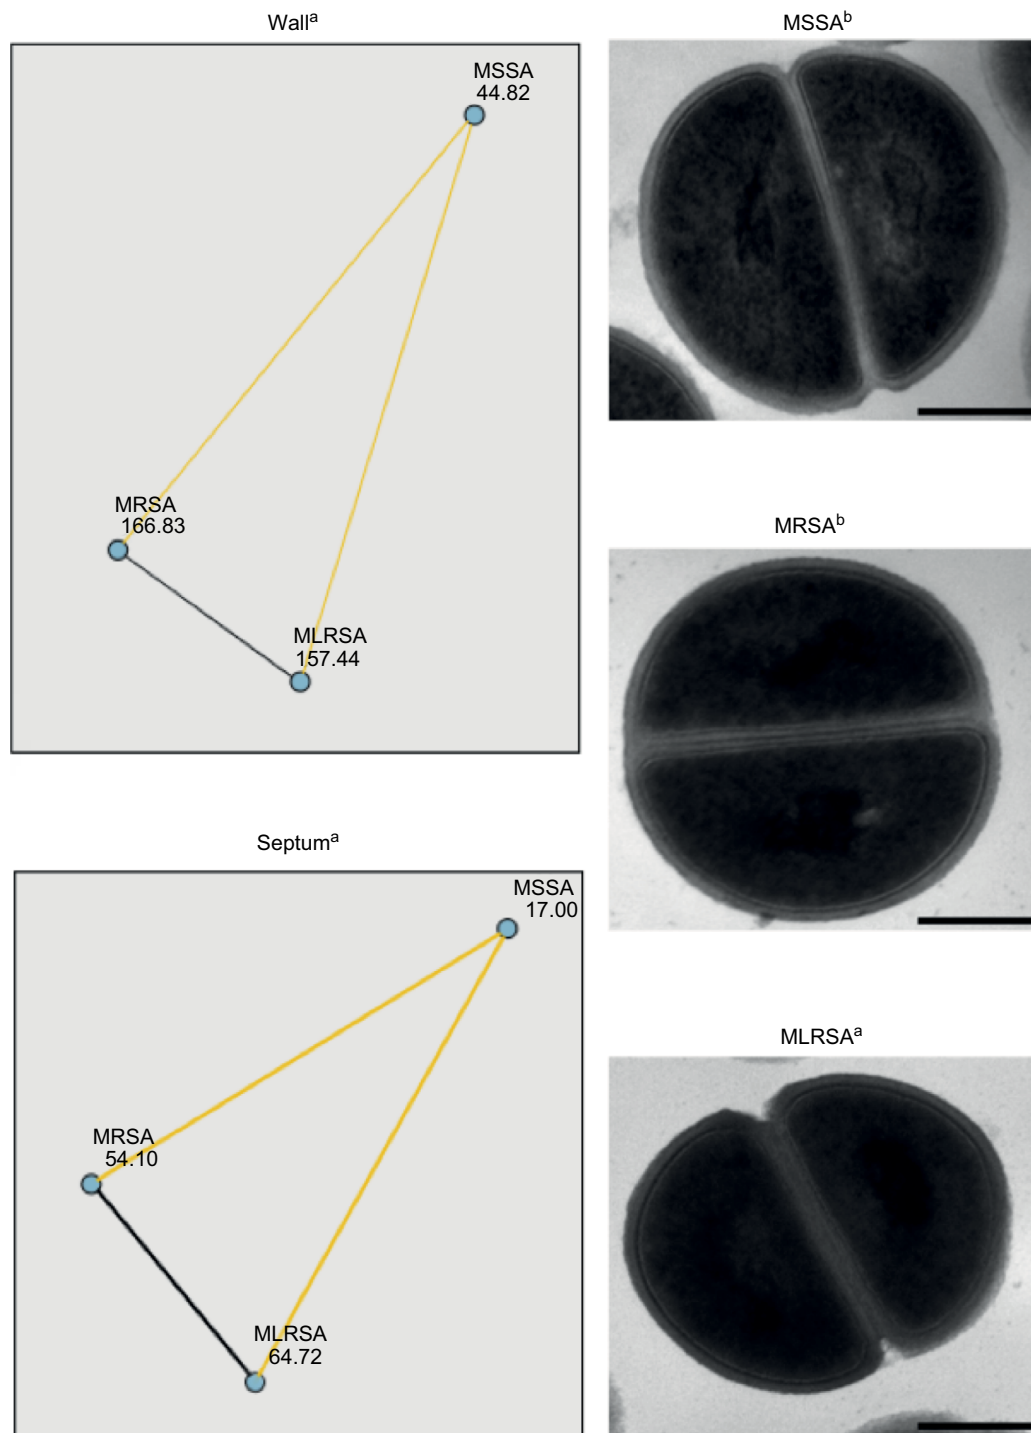 Wall^a
MSSA
44.82
MRSA
166.83
MLRSA
157.44
Septum^a
MSSA
17.00
MRSA
54.10
MLRSA
64.72
MSSA^b
MRSA^b
MLRSA^a